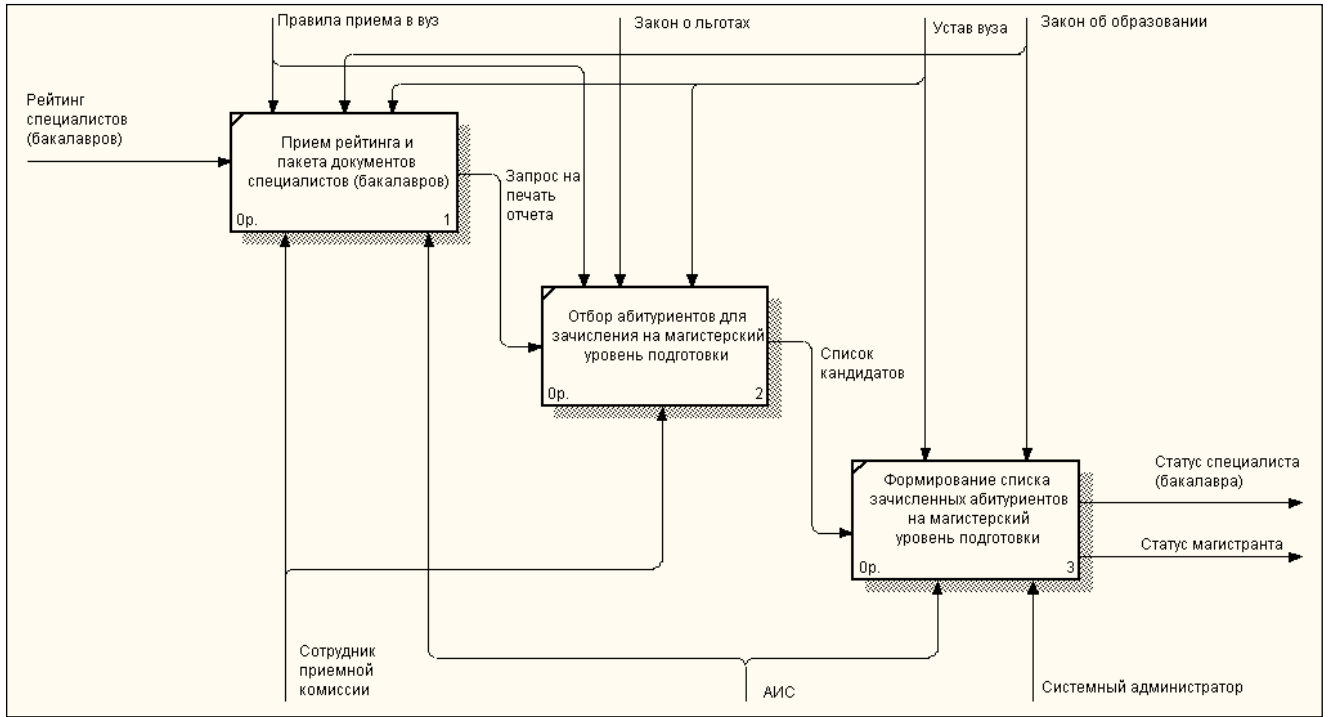 Правила приема в вуз
Закон о льготах
Устав вуза
Закон об образовании
Рейтинг
специалистов
(бакалавров)
Прием рейтинга и
пакета документов
специалистов (бакалавров)
0р.
1
Запрос на
печать
отчета
Отбор абитуриентов для
зачисления на магистерский
уровень подготовки
0р.
2
Список
кандидатов
Формирование списка
зачисленных абитуриентов
на магистерский
уровень подготовки
0р.
3
Статус специалиста
(бакалавра)
Статус магистранта
Сотрудник
приемной
комиссии
АИС
Системный администратор